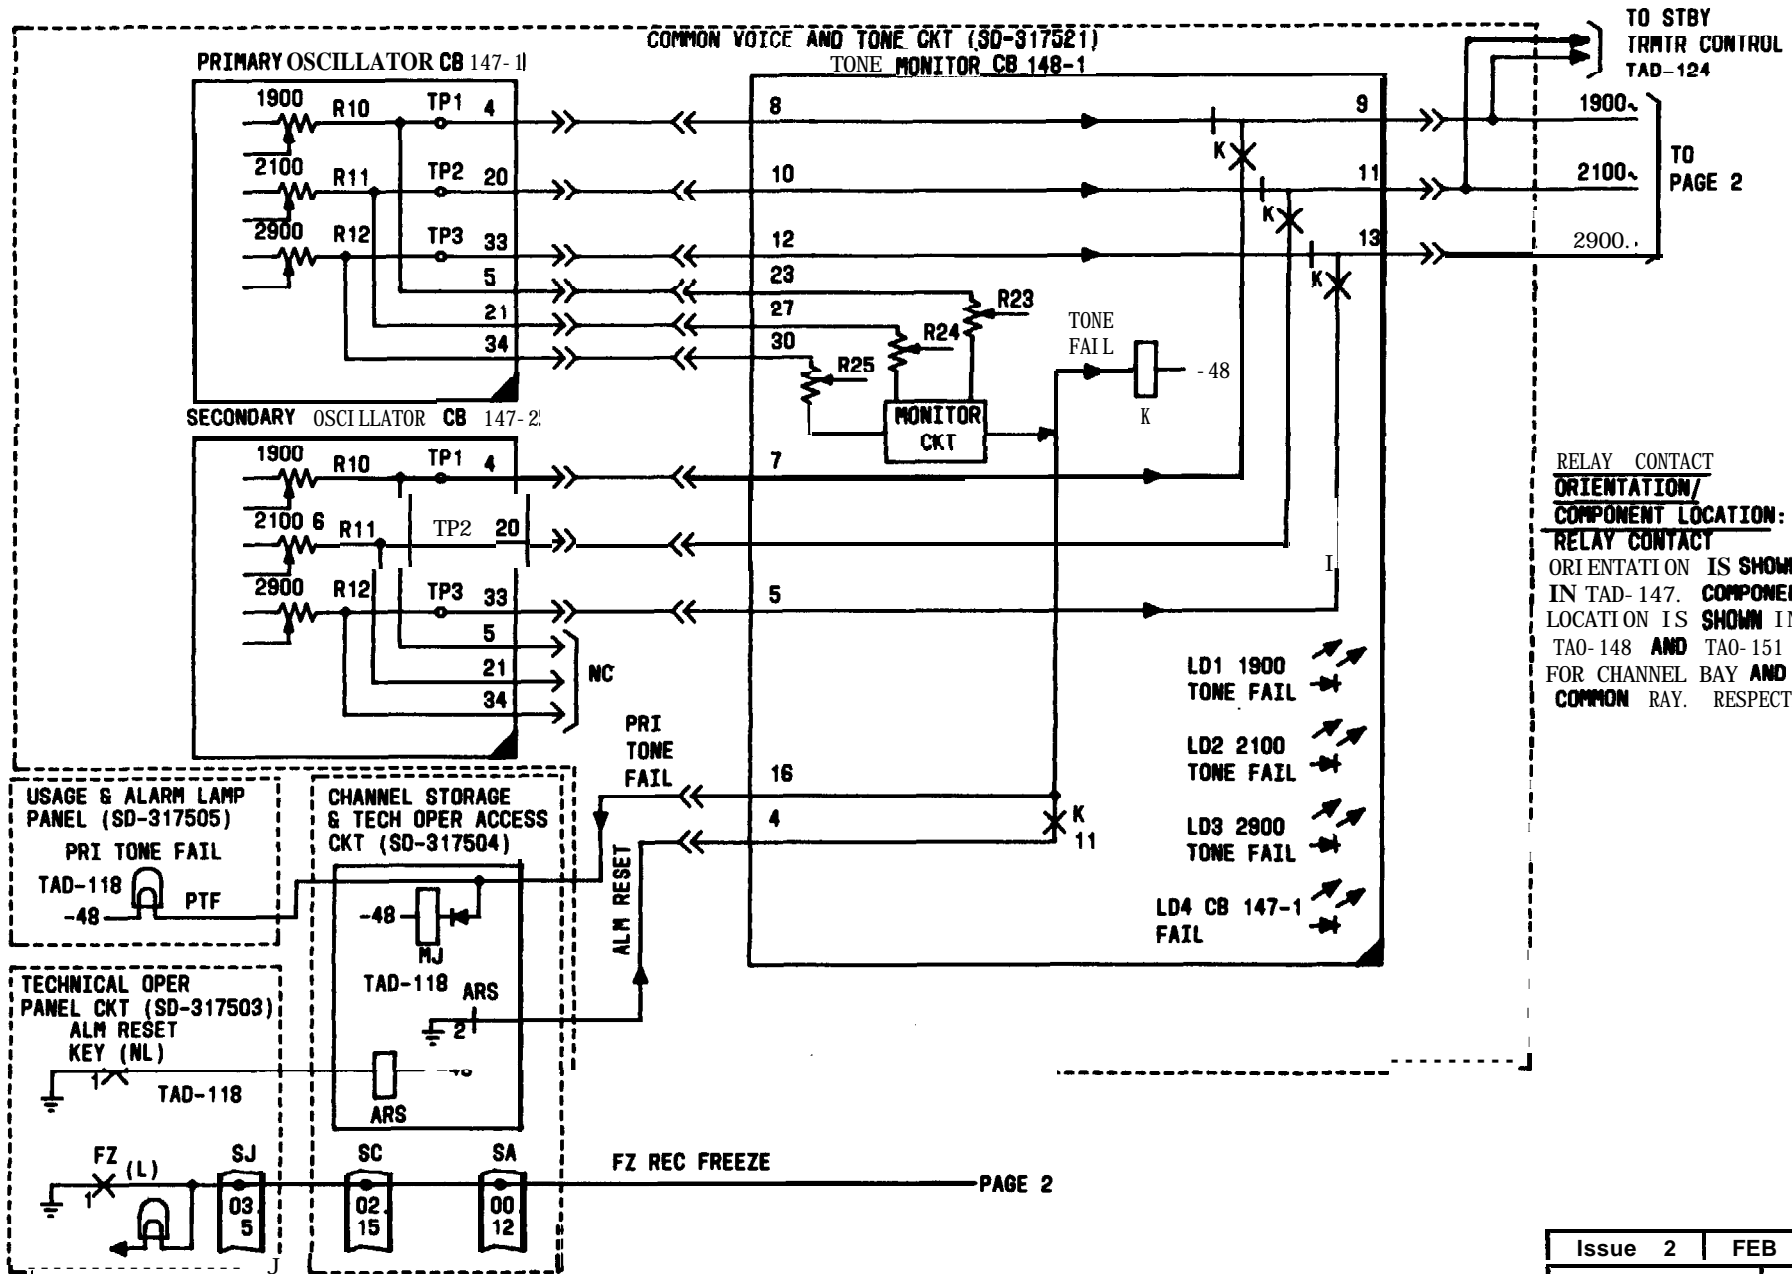 COMMON VOICE AND TONE CKT (SD-317521)
TO STBY
TRMTR CONTROL
TAD-124
PRIMARY OSCILLATOR CB 147-1
TONE MONITOR CB 148-1
1900 R10 TP1 4
8
K
9
1900~
2100 R11 TP2 20
10
K
11
2100~
TO
PAGE 2
2900 R12 TP3 33
12
K
13
2900.
5
23
R23
21
27
R24
34
30
R25
TONE
FAIL
-48
K
MONITOR
CKT
SECONDARY OSCILLATOR CB 147-2
1900 R10 TP1 4
7
2100 6 R11 TP2 20
2900 R12 TP3 33
5
5
21
34
NC
RELAY CONTACT
ORIENTATION/
COMPONENT LOCATION:
RELAY CONTACT
ORIENTATION IS SHOWN
IN TAD-147. COMPONE
LOCATION IS SHOWN IN
TAO-148 AND TAO-151
FOR CHANNEL BAY AND
COMMON RAY. RESPECT
LD1 1900
TONE FAIL
LD2 2100
TONE FAIL
LD3 2900
TONE FAIL
LD4 CB 147-1
FAIL
PRI
TONE
FAIL
16
4
K
11
ALM RESET
USAGE & ALARM LAMP
PANEL (SD-317505)
PRI TONE FAIL
TAD-118
-48
PTF
CHANNEL STORAGE
& TECH OPER ACCESS
CKT (SD-317504)
-48
MJ
TAD-118
ARS
2
ARS
TECHNICAL OPER
PANEL CKT (SD-317503)
ALM RESET
KEY (NL)
1
TAD-118
FZ
(L)
1
SJ
03
5
SC
02
15
SA
00
12
FZ REC FREEZE
PAGE 2
Issue 2 FEB